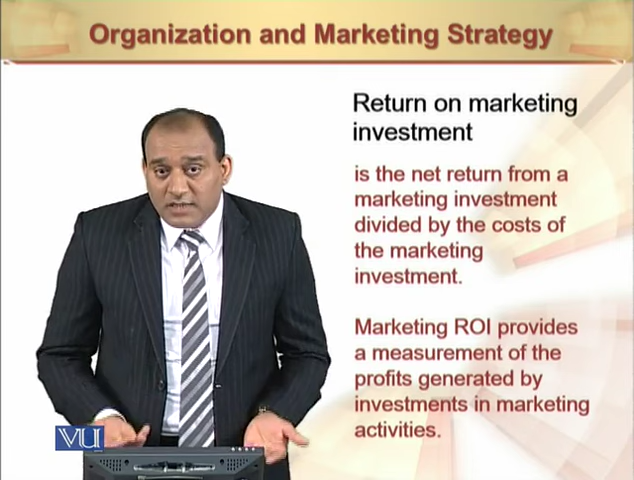 Organization and Marketing Strategy
Return on marketing
investment
is the net return from a
marketing investment
divided by the costs of
the marketing
investment.
Marketing ROI provides
a measurement of the
profits generated by
investments in marketing
activities.
VU